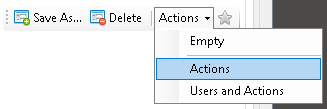 Save As... Delete Actions
Empty
Actions
Users and Actions